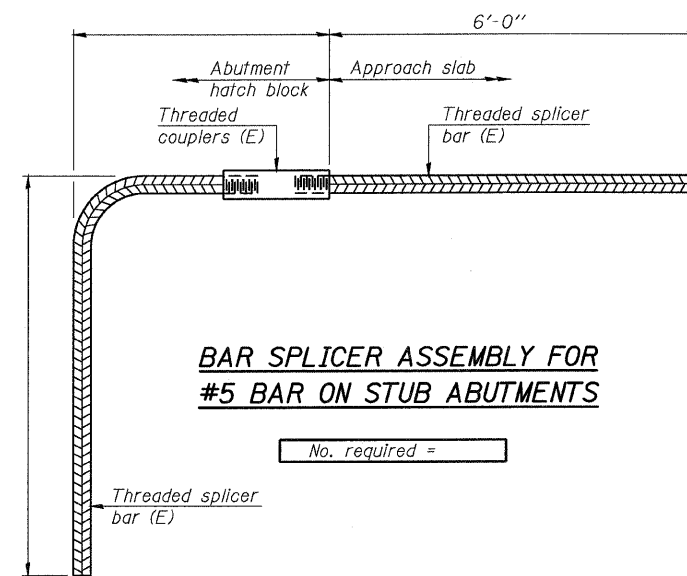 6'-0"
Abutment
hatch block
Approach slab
Threaded
couplers (E)
Threaded splicer
bar (E)
BAR SPLICER ASSEMBLY FOR
#5 BAR ON STUB ABUTMENTS
No. required =
Threaded splicer
bar (E)